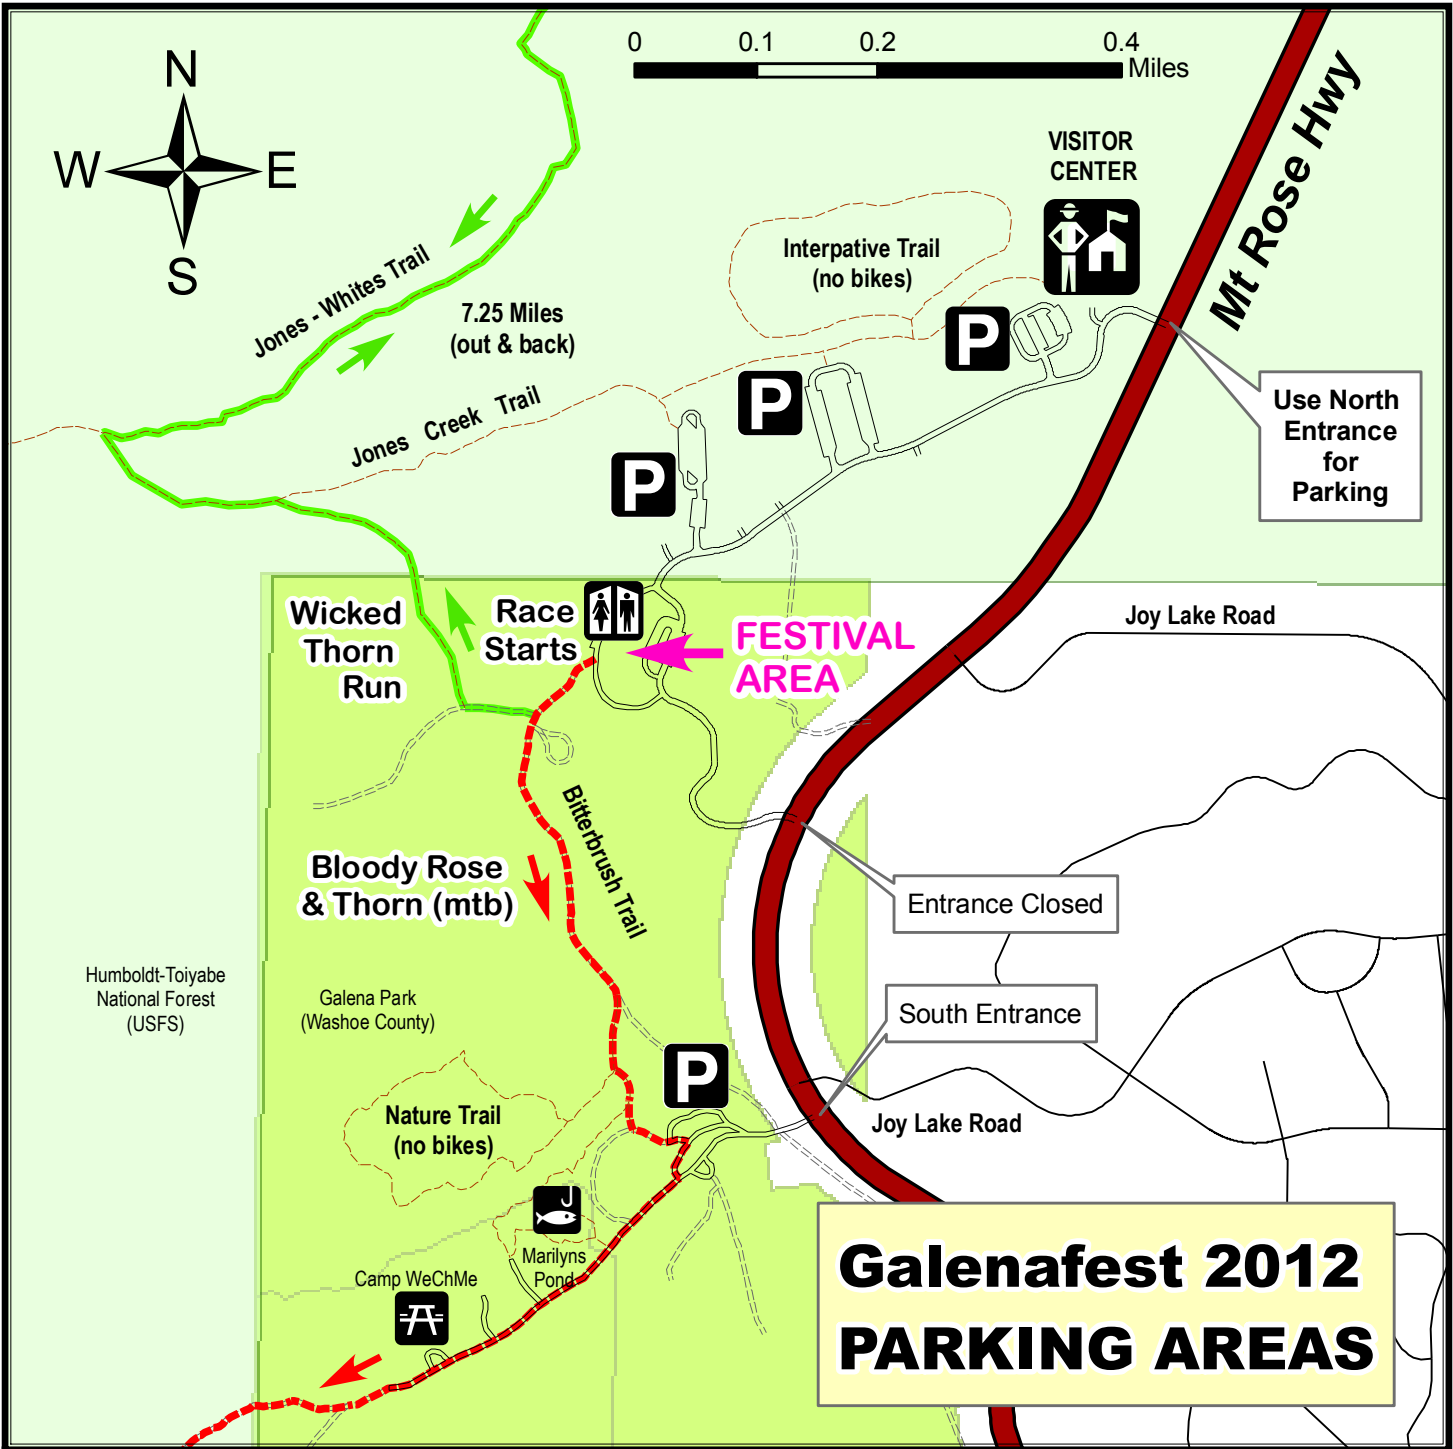 0 0.1 0.2 0.4
Miles
N
W E
S
Mt Rose Hwy
VISITOR
CENTER
Interpative Trail
(no bikes)
Jones - Whites Trail
7.25 Miles
(out & back)
P
P
P
Jones Creek Trail
Use North
Entrance
for
Parking
Wicked
Thorn
Run
Race
Starts
FESTIVAL
AREA
Joy Lake Road
Bitterbrush Trail
Bloody Rose
& Thorn (mtb)
Entrance Closed
Humboldt-Toiyabe
National Forest
(USFS)
Galena Park
(Washoe County)
South Entrance
P
Nature Trail
(no bikes)
Joy Lake Road
Marilyns
Pond
Camp WeChMe
Galenafest 2012
PARKING AREAS